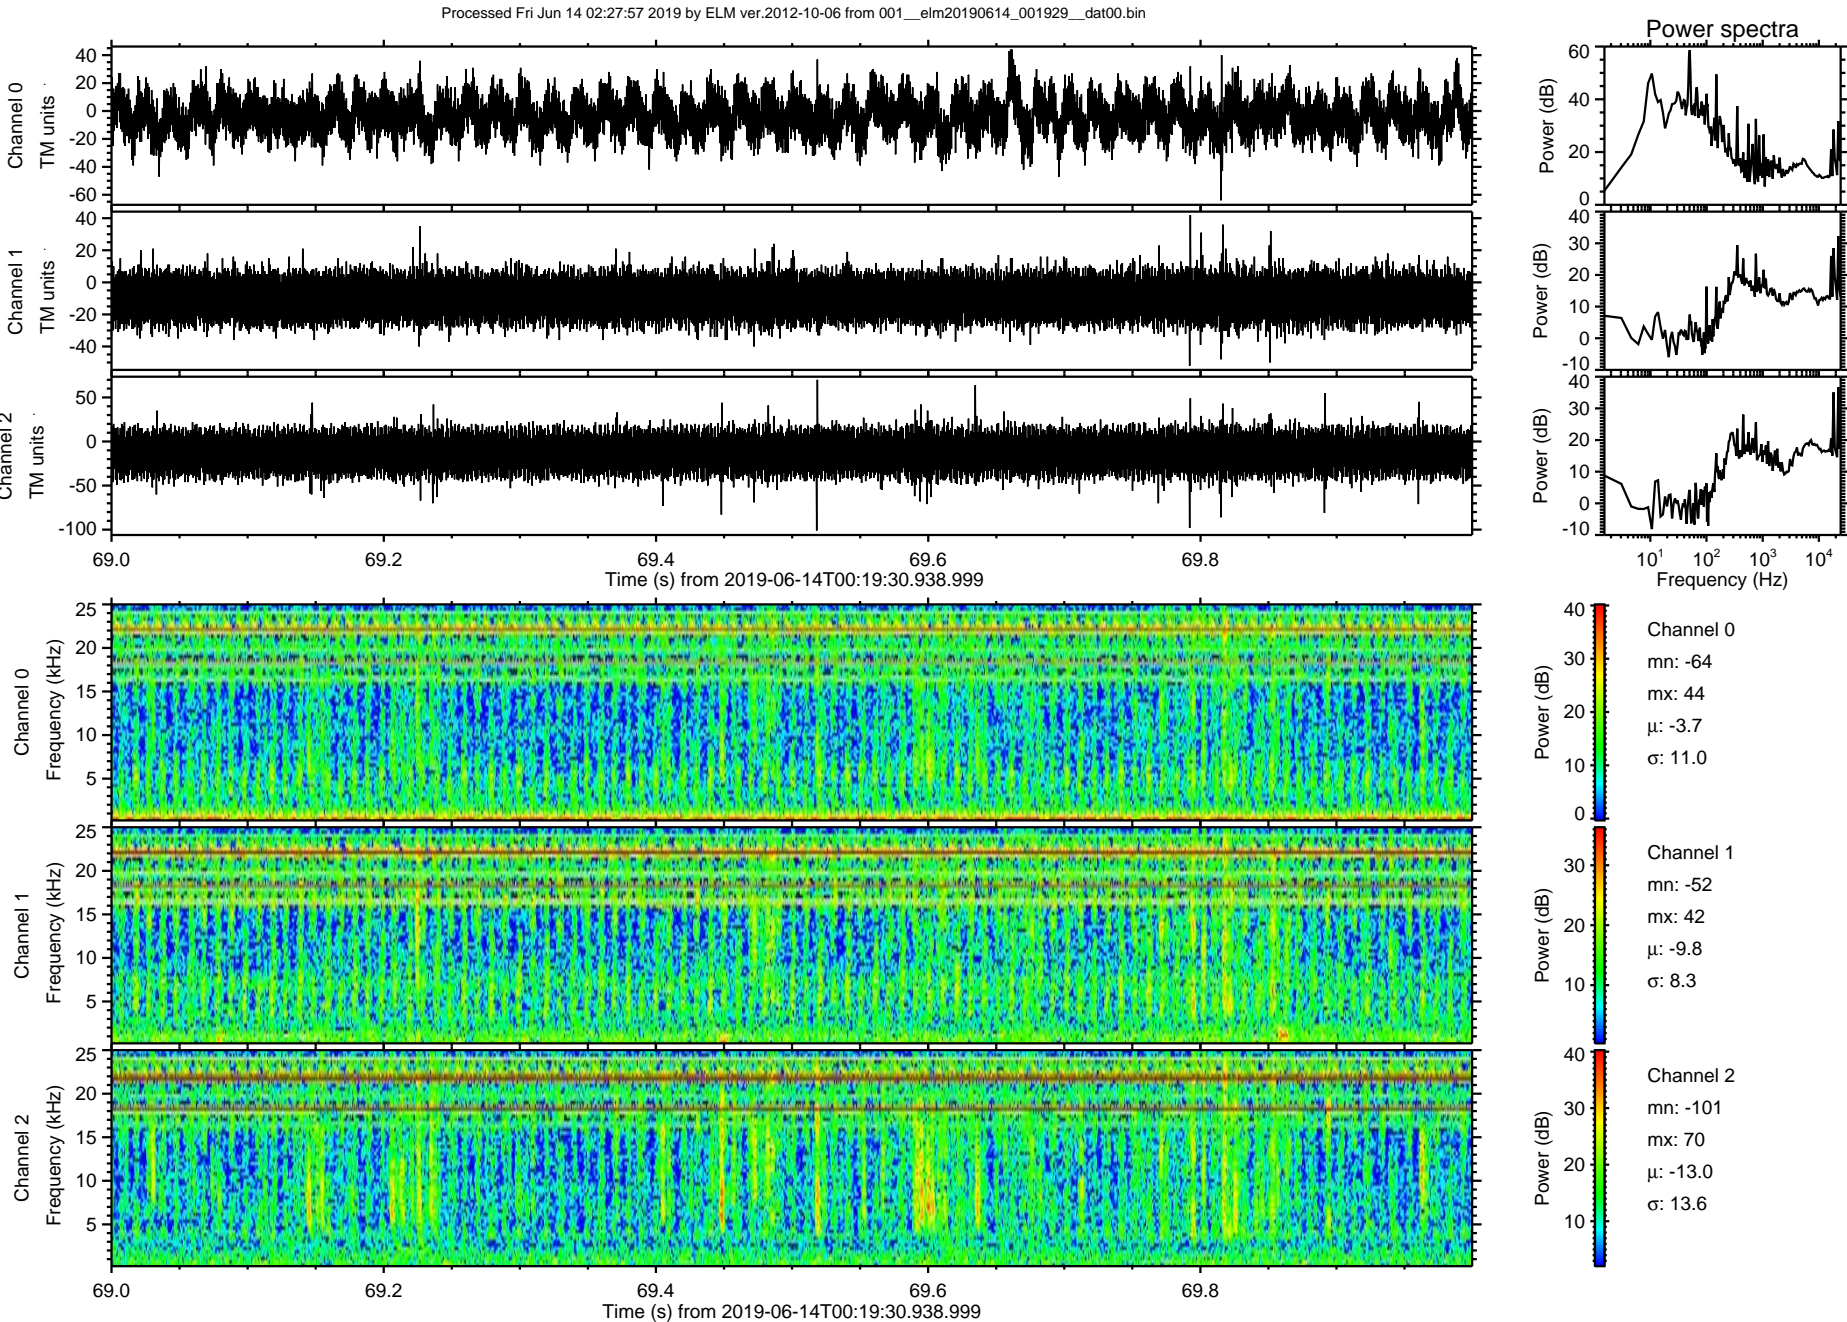 Processed Fri Jun 14 02:27:57 2019 by ELM ver.2012-10-06 from 001__elm20190614_001929__dat00.bin
Power spectra
Channel 0
TM units
40
20
0
-20
-40
-60
Power (dB)
60
40
20
0
Channel 1
TM units
40
20
0
-20
-40
Power (dB)
40
30
20
10
0
-10
Channel 2
TM units
50
0
-50
-100
Power (dB)
40
30
20
10
0
-10
69.0 69.2 69.4 69.6 69.8
Time (s) from 2019-06-14T00:19:30.938.999
10¹ 10² 10³ 10⁴
Frequency (Hz)
Channel 0
Frequency (kHz)
25
20
15
10
5
Power (dB)
40
30
20
10
0
Channel 0
mn: -64
mx: 44
μ: -3.7
σ: 11.0
Channel 1
Frequency (kHz)
25
20
15
10
5
Power (dB)
30
20
10
Channel 1
mn: -52
mx: 42
μ: -9.8
σ: 8.3
Channel 2
Frequency (kHz)
25
20
15
10
5
Power (dB)
40
30
20
10
Channel 2
mn: -101
mx: 70
μ: -13.0
σ: 13.6
69.0 69.2 69.4 69.6 69.8
Time (s) from 2019-06-14T00:19:30.938.999